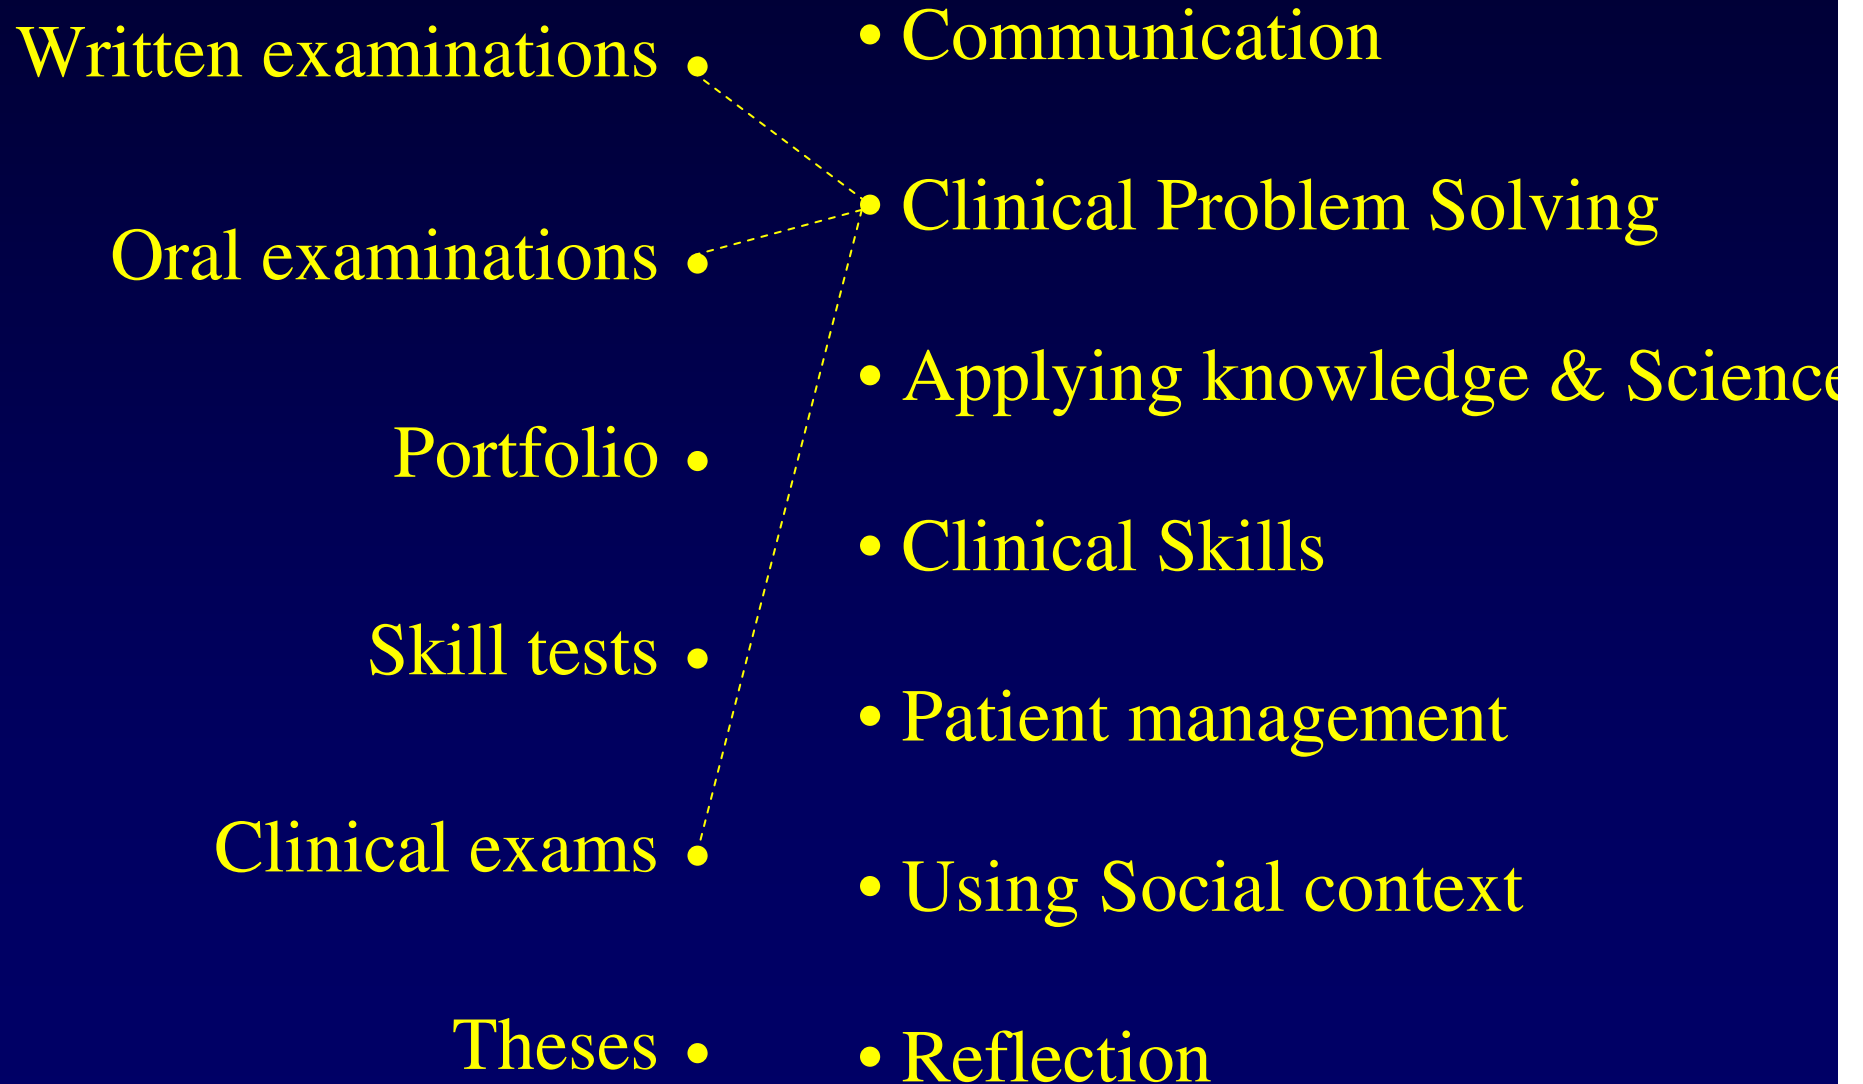 Written examinations •
Oral examinations •
Portfolio •
Skill tests •
Clinical exams •
Theses •
• Communication
• Clinical Problem Solving
• Applying knowledge & Science
• Clinical Skills
• Patient management
• Using Social context
• Reflection